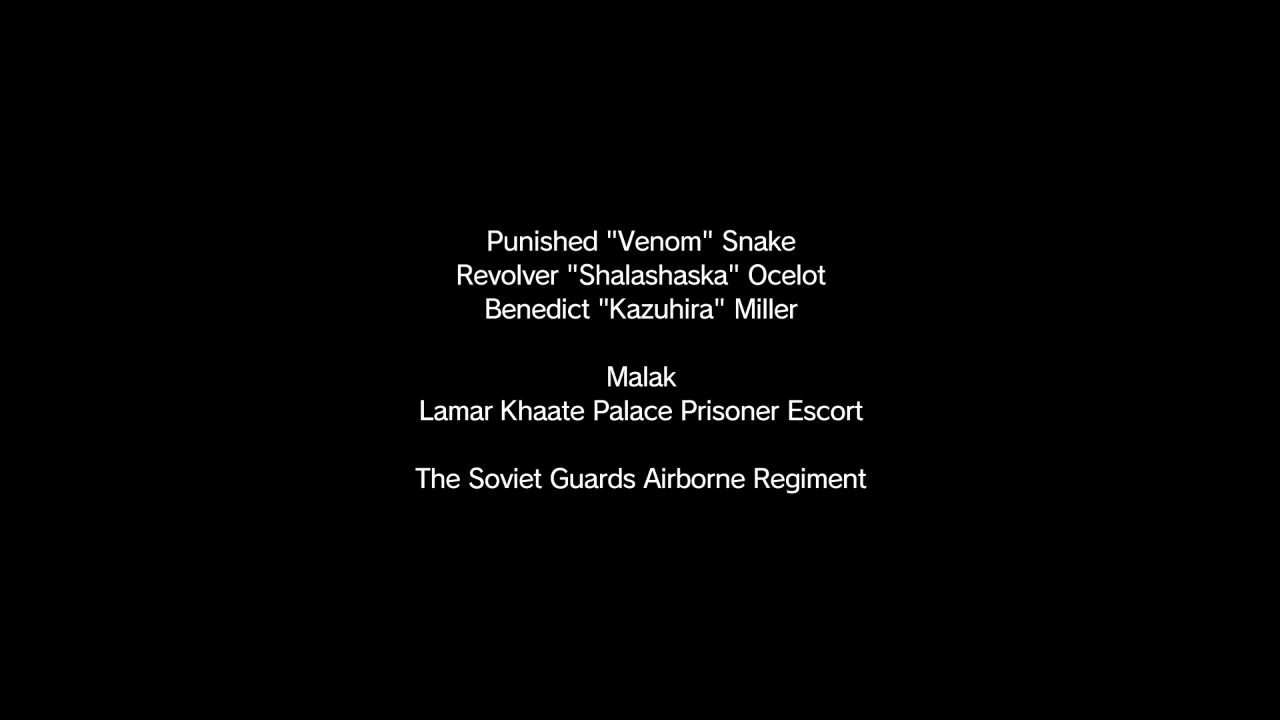 Punished "Venom" Snake
Revolver "Shalashaska" Ocelot
Benedict "Kazuhira" Miller
Malak
Lamar Khaate Palace Prisoner Escort
The Soviet Guards Airborne Regiment